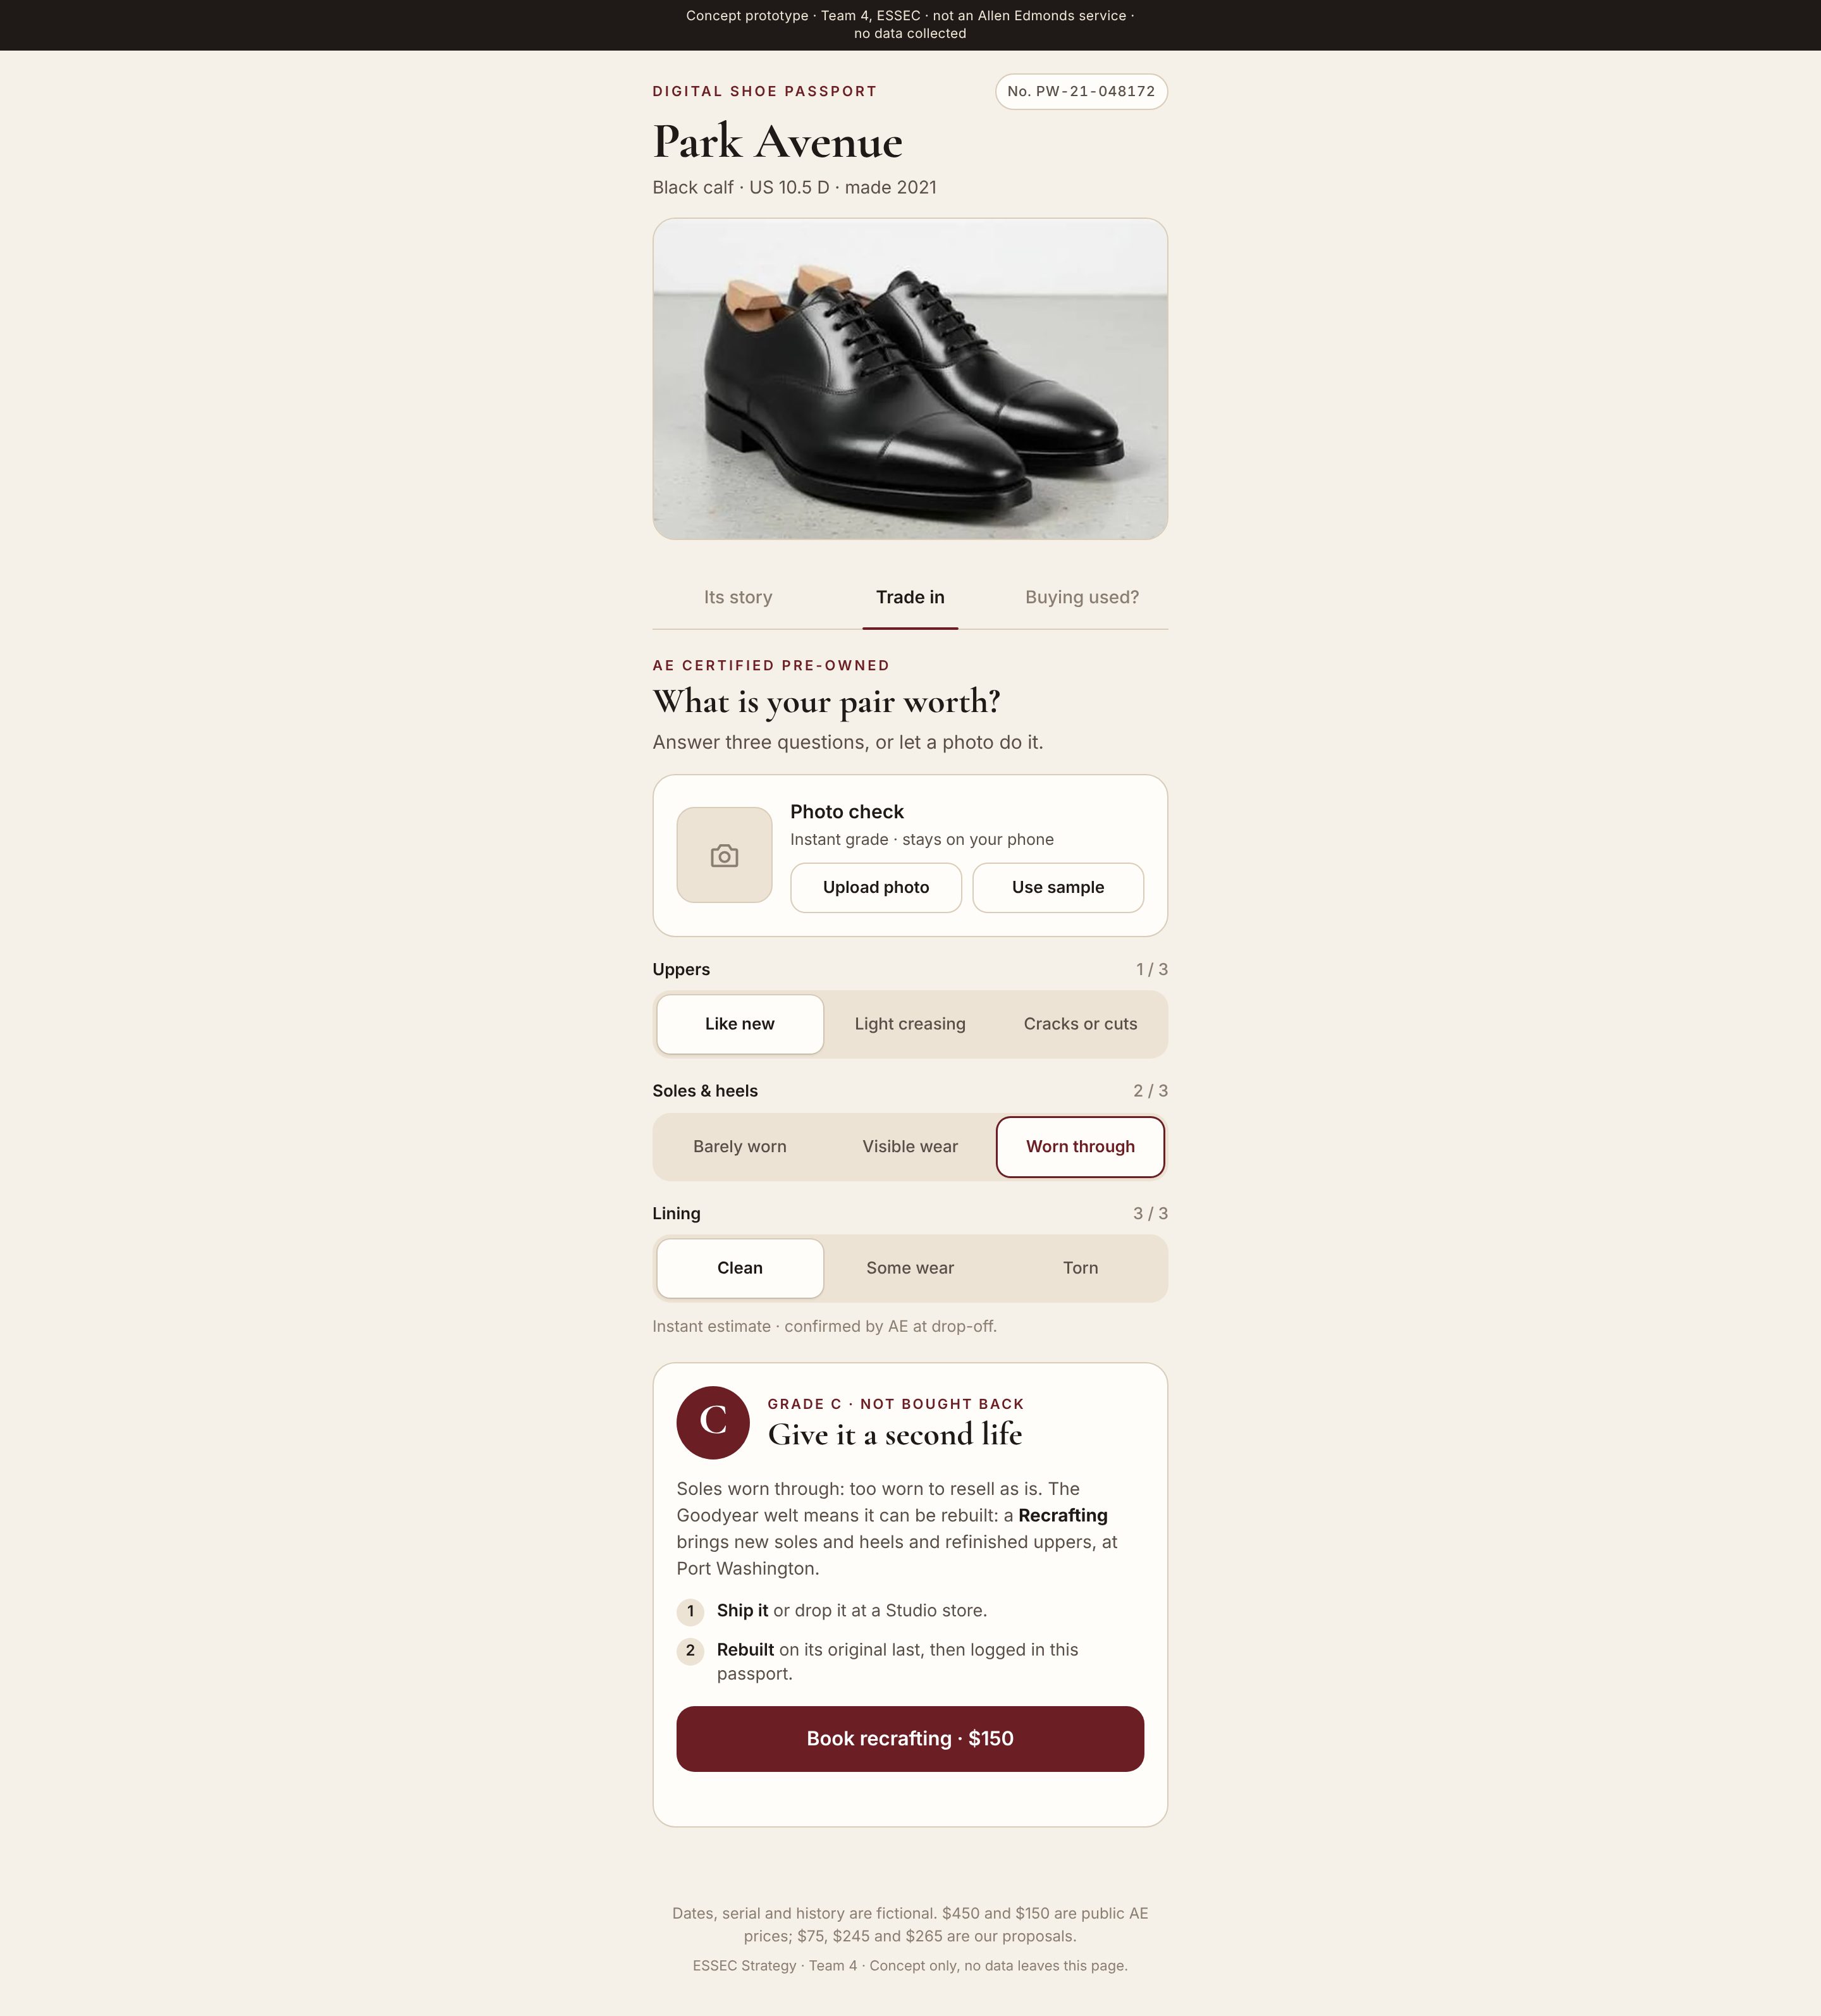 Concept prototype · Team 4, ESSEC · not an Allen Edmonds service ·
no data collected
DIGITAL SHOE PASSPORT
No. PW-21-048172
Park Avenue
Black calf · US 10.5 D · made 2021
Its story
Trade in
Buying used?
AE CERTIFIED PRE-OWNED
What is your pair worth?
Answer three questions, or let a photo do it.
Photo check
Instant grade · stays on your phone
Upload photo
Use sample
Uppers
1 / 3
Like new
Light creasing
Cracks or cuts
Soles & heels
2 / 3
Barely worn
Visible wear
Worn through
Lining
3 / 3
Clean
Some wear
Torn
Instant estimate · confirmed by AE at drop-off.
C
GRADE C · NOT BOUGHT BACK
Give it a second life
Soles worn through: too worn to resell as is. The
Goodyear welt means it can be rebuilt: a Recrafting
brings new soles and heels and refinished uppers, at
Port Washington.
1
Ship it or drop it at a Studio store.
2
Rebuilt on its original last, then logged in this
passport.
Book recrafting · $150
Dates, serial and history are fictional. $450 and $150 are public AE
prices; $75, $245 and $265 are our proposals.
ESSEC Strategy · Team 4 · Concept only, no data leaves this page.